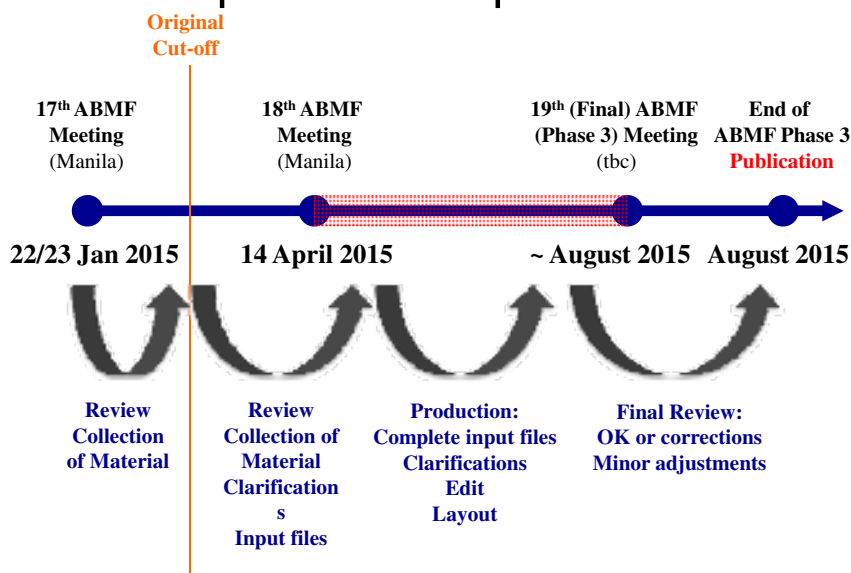 Original
Cut-off
17th ABMF
Meeting
(Manila)
18th ABMF
Meeting
(Manila)
19th (Final) ABMF
(Phase 3) Meeting
(tbc)
End of
ABMF Phase 3
Publication
22/23 Jan 2015
14 April 2015
~ August 2015
August 2015
Review
Collection
of Material
Review
Collection of
Material
Clarification
s
Input files
Production:
Complete input files
Clarifications
Edit
Layout
Final Review:
OK or corrections
Minor adjustments